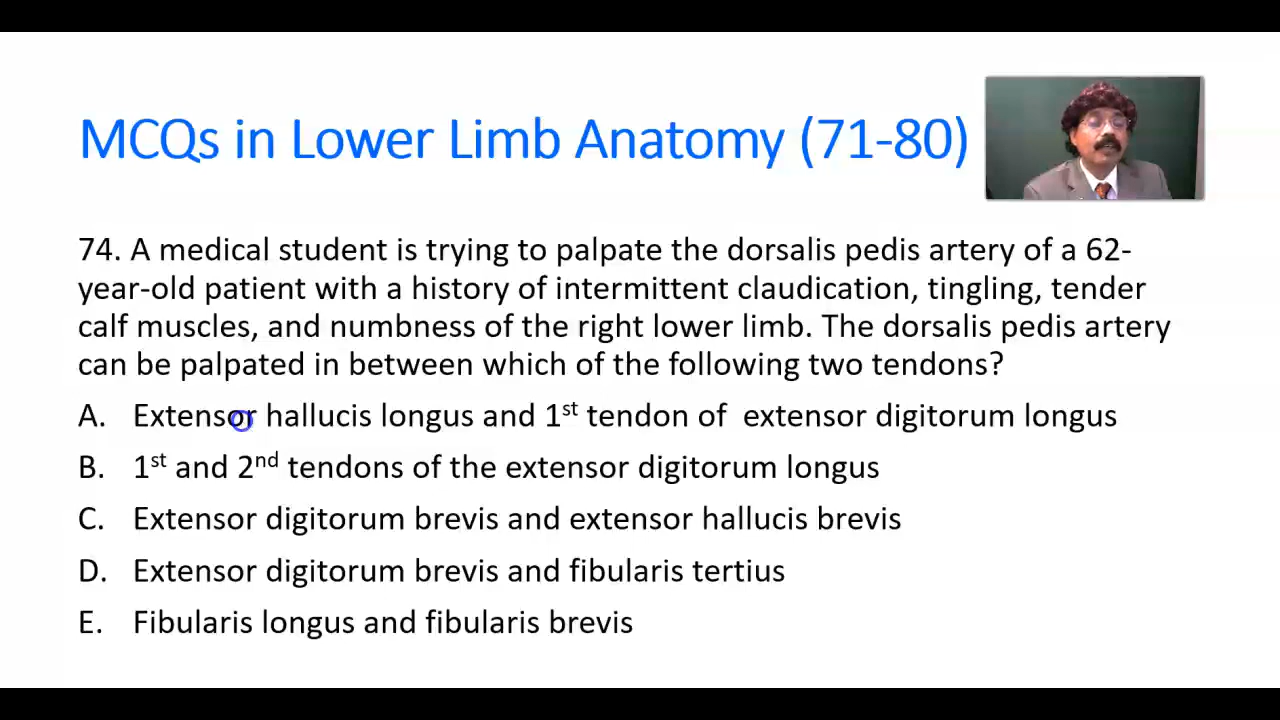 MCQs in Lower Limb Anatomy (71-80)
74. A medical student is trying to palpate the dorsalis pedis artery of a 62-
year-old patient with a history of intermittent claudication, tingling, tender
calf muscles, and numbness of the right lower limb. The dorsalis pedis artery
can be palpated in between which of the following two tendons?
A. Extensor hallucis longus and 1st tendon of extensor digitorum longus
B. 1st and 2nd tendons of the extensor digitorum longus
C. Extensor digitorum brevis and extensor hallucis brevis
D. Extensor digitorum brevis and fibularis tertius
E. Fibularis longus and fibularis brevis